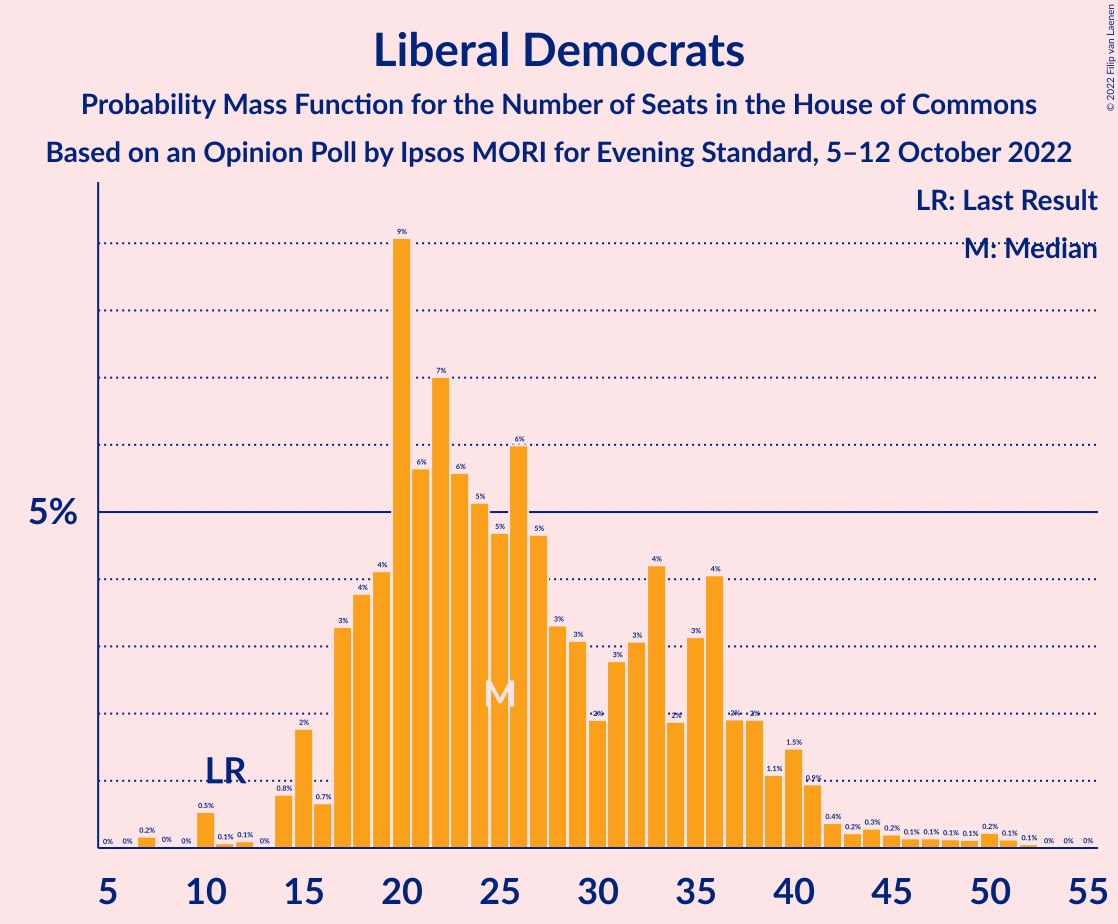 © 2022 Filip van Laenen
Liberal Democrats
Probability Mass Function for the Number of Seats in the House of Commons
Based on an Opinion Poll by Ipsos MORI for Evening Standard, 5–12 October 2022
LR: Last Result
M: Median
5%
0% 0% 0.2% 0% 0% 0.5% 0.1% 0.1% 0% 0.8% 2% 0.7% 3% 4% 4% 9% 6% 7% 6% 5% 5% 6% 5% 3% 3% 2% 3% 3% 4% 2% 3% 4% 2% 2% 1.1% 1.5% 0.9% 0.4% 0.2% 0.3% 0.2% 0.1% 0.1% 0.1% 0.1% 0.2% 0.1% 0.1% 0% 0% 0%
M
LR
5 10 15 20 25 30 35 40 45 50 55